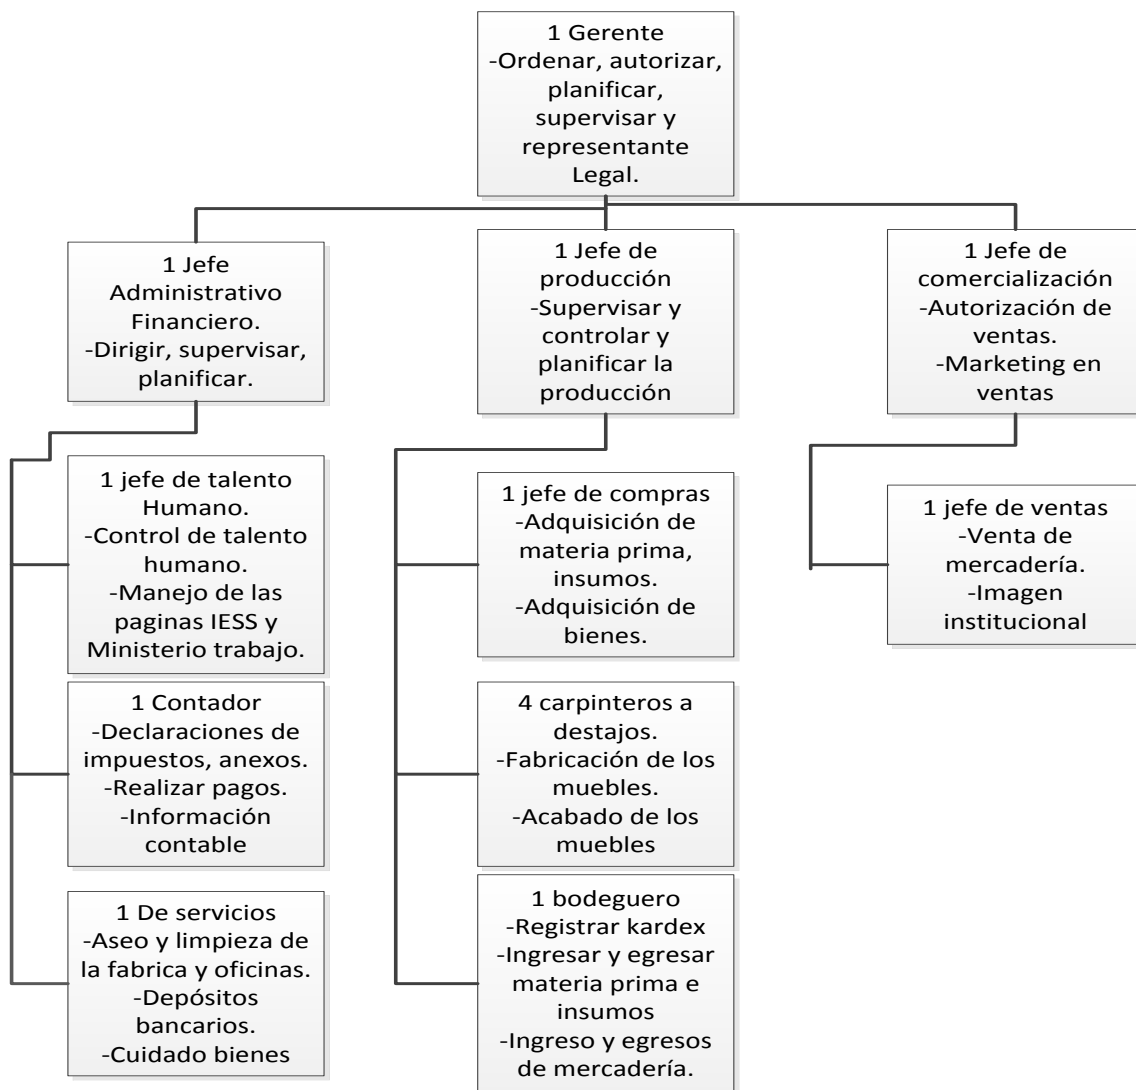 1 Gerente
-Ordenar, autorizar,
planificar,
supervisar y
representante
Legal.
1 Jefe
Administrativo
Financiero.
-Dirigir, supervisar,
planificar.
1 Jefe de
producción
-Supervisar y
controlar y
planificar la
producción
1 Jefe de
comercialización
-Autorización de
ventas.
-Marketing en
ventas
1 jefe de talento
Humano.
-Control de talento
humano.
-Manejo de las
paginas IESS y
Ministerio trabajo.
1 Contador
-Declaraciones de
impuestos, anexos.
-Realizar pagos.
-Información
contable
1 De servicios
-Aseo y limpieza de
la fabrica y oficinas.
-Depósitos
bancarios.
-Cuidado bienes
1 jefe de compras
-Adquisición de
materia prima,
insumos.
-Adquisición de
bienes.
4 carpinteros a
destajos.
-Fabricación de los
muebles.
-Acabado de los
muebles
1 bodeguero
-Registrar kardex
-Ingresar y egresar
materia prima e
insumos
-Ingreso y egresos
de mercadería.
1 jefe de ventas
-Venta de
mercadería.
-Imagen
institucional